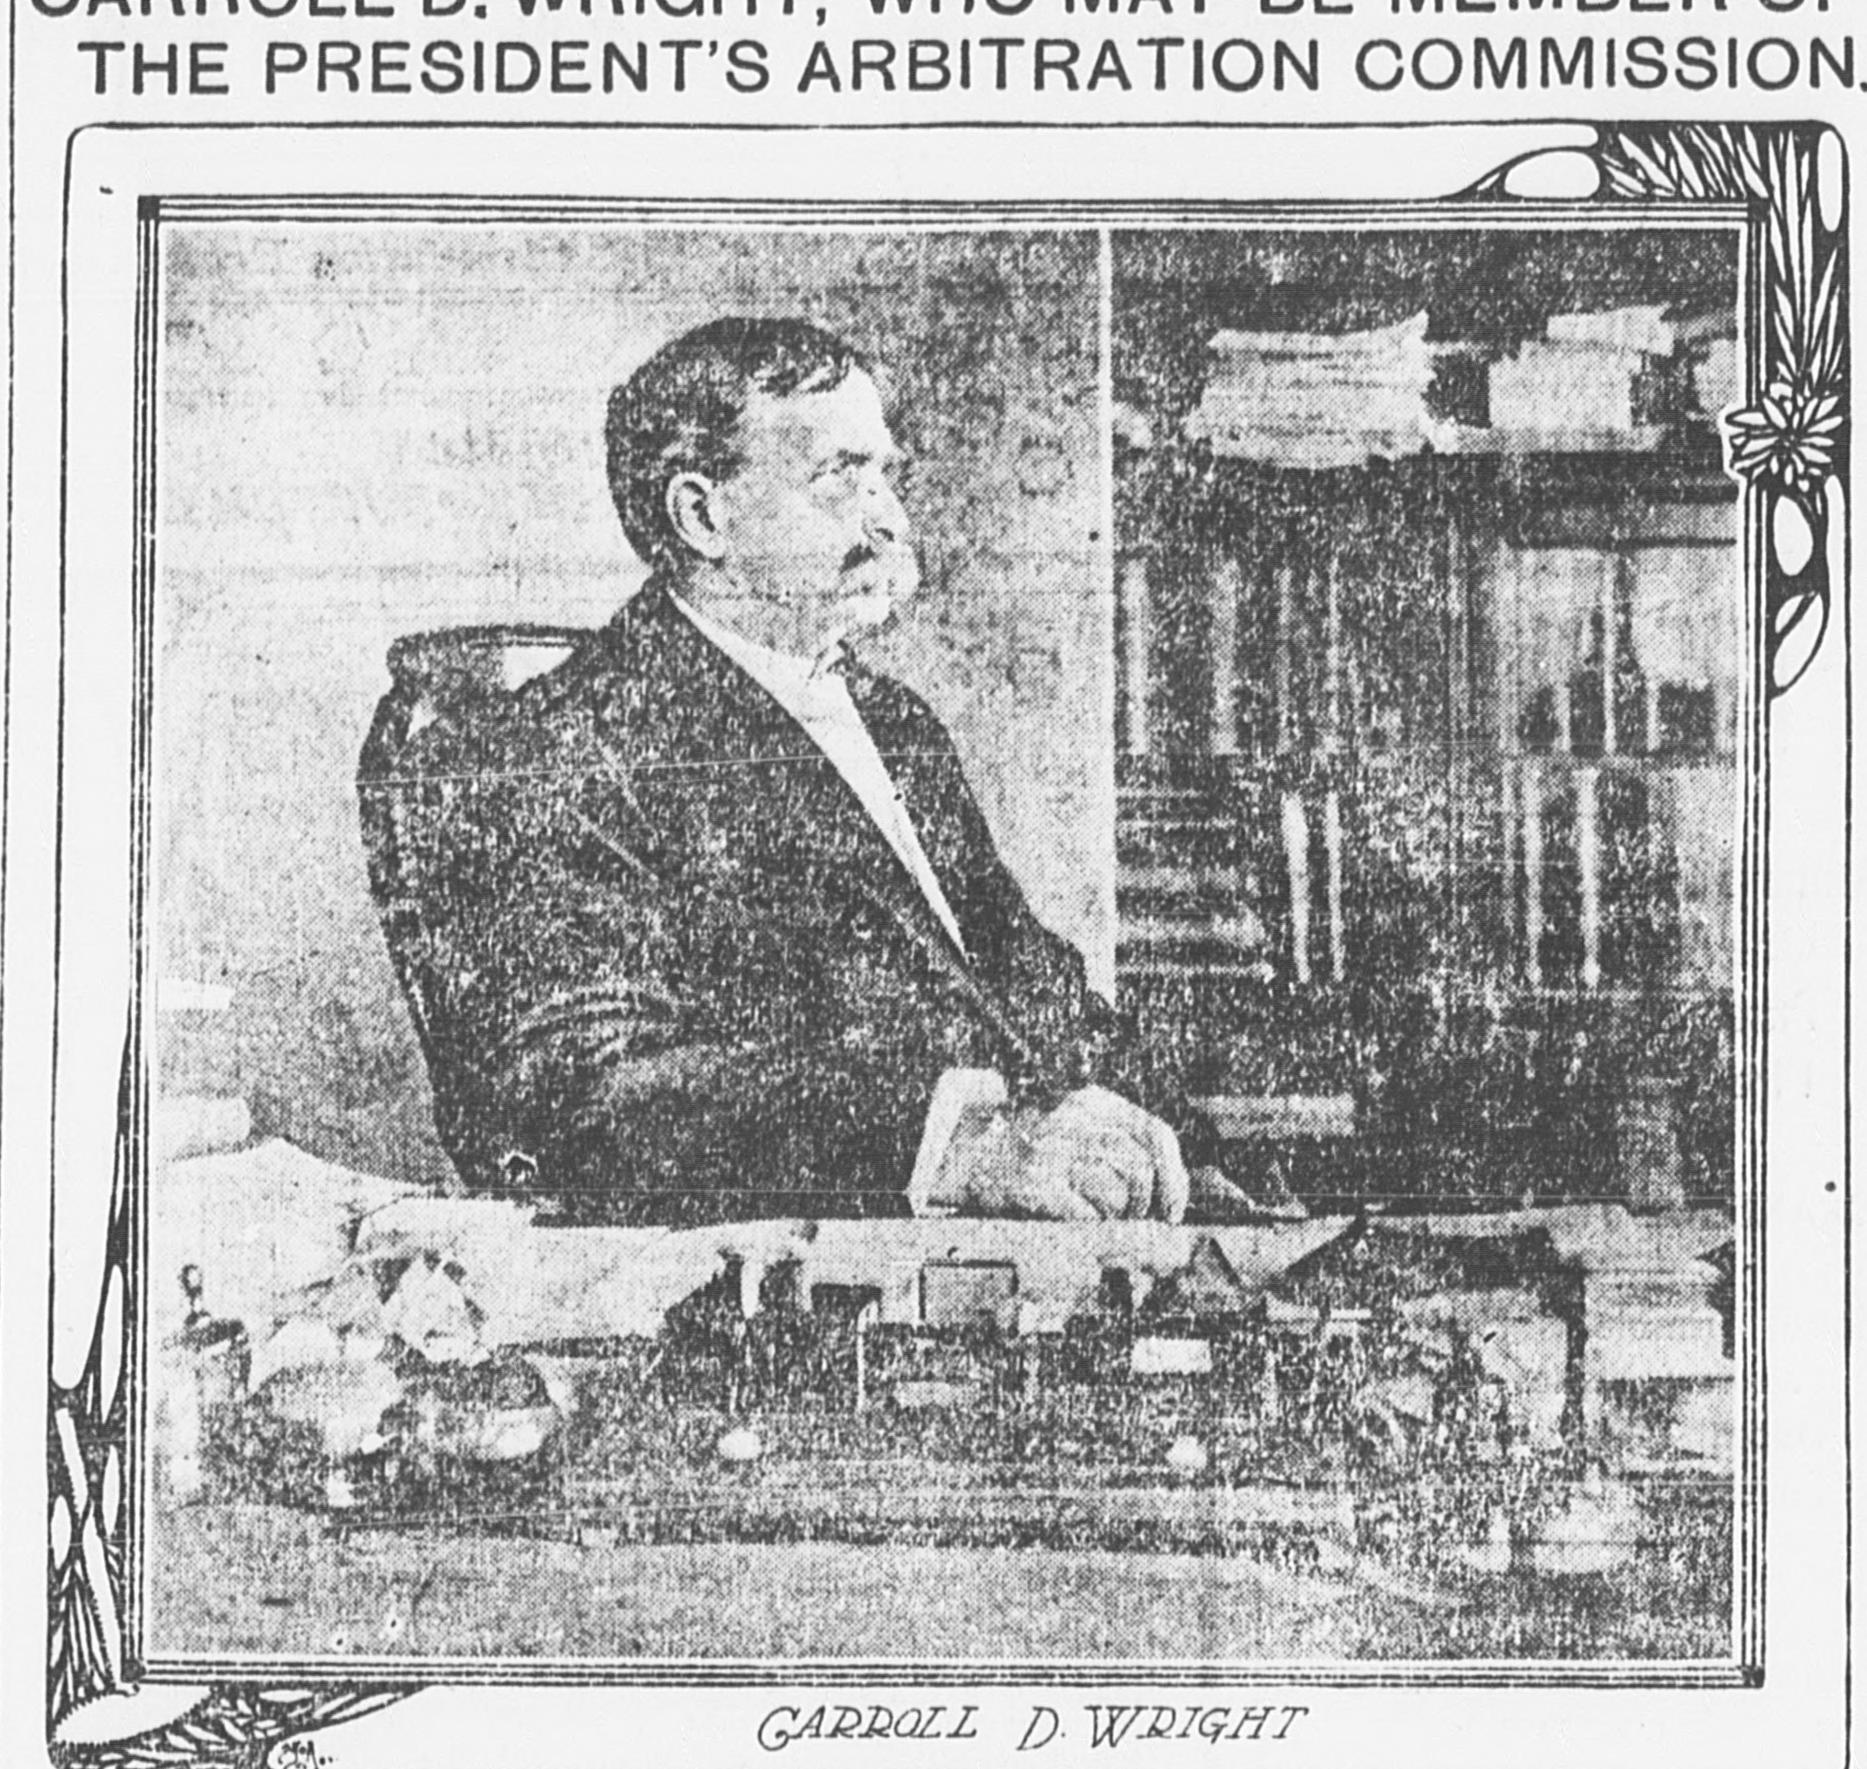 CARROLL D. WRIGHT, WHO MAY BE MEMBER OF
THE PRESIDENT'S ARBITRATION COMMISSION.
CARROLL D. WRIGHT